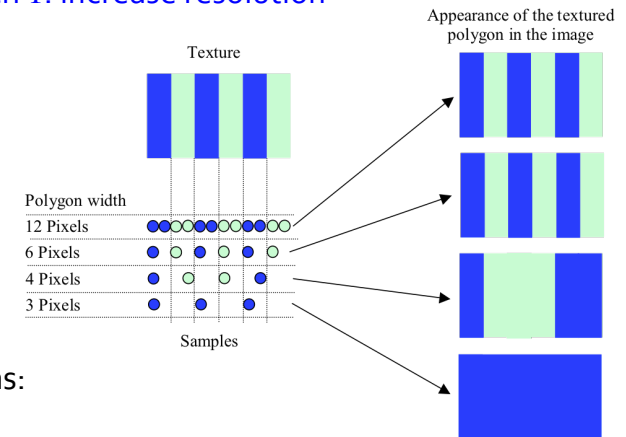 1: Increase resolution
Appearance of the textured
polygon in the image
Texture
Polygon width
12 Pixels
6 Pixels
4 Pixels
3 Pixels
Samples